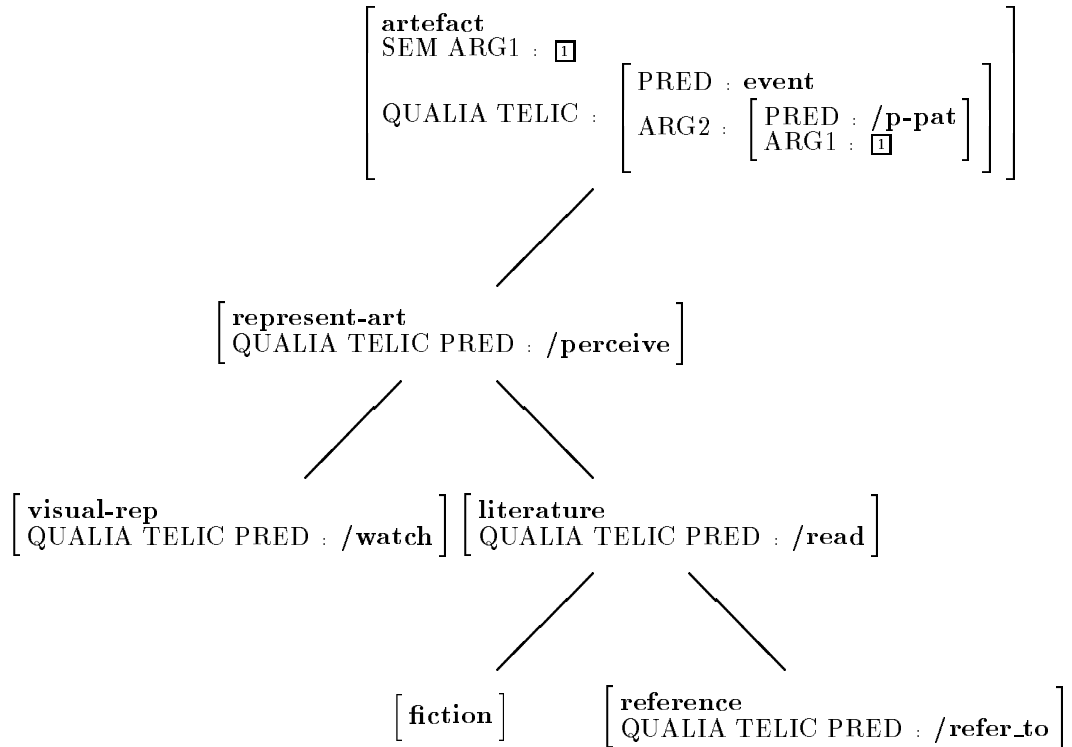 artefact
SEM ARG1 : 1
QUALIA TELIC :
PRED : event
ARG2 :
PRED : /p-pat
ARG1 : 1
represent-art
QUALIA TELIC PRED : /perceive
visual-rep
QUALIA TELIC PRED : /watch
literature
QUALIA TELIC PRED : /read
fiction
reference
QUALIA TELIC PRED : /refer_to